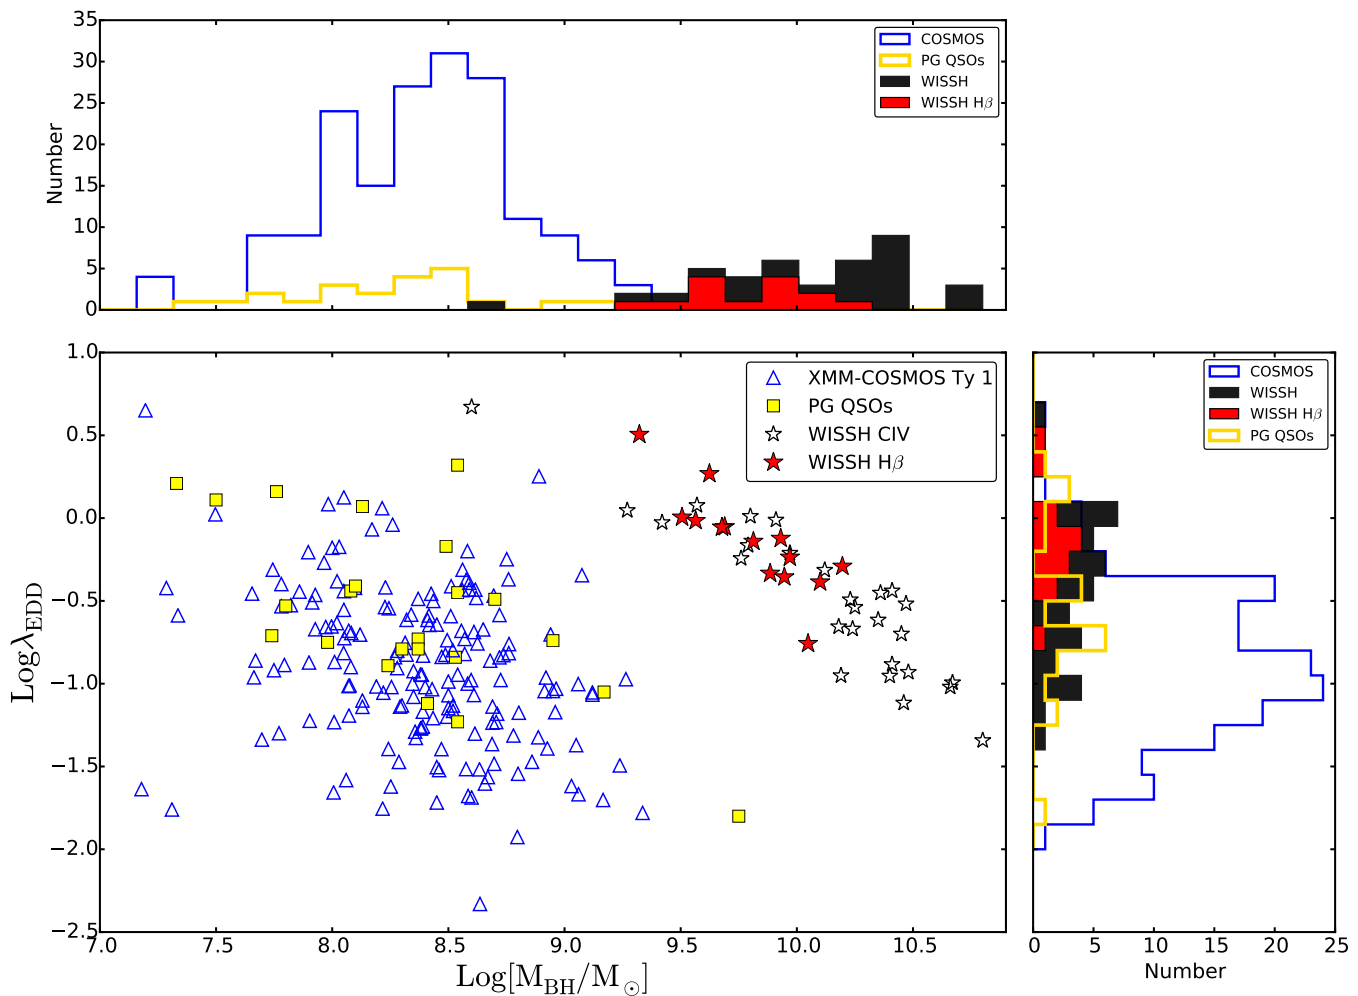 35
30
25
20
15
10
5
0
Number
COSMOS
PG QSOs
WISSH
WISSH Hβ
1.0
0.5
0.0
−0.5
−1.0
−1.5
−2.0
−2.5
Logλ_EDD
XMM-COSMOS Ty 1
PG QSOs
WISSH CIV
WISSH Hβ
7.0 7.5 8.0 8.5 9.0 9.5 10.0 10.5
Log[M_BH/M_⊙]
COSMOS
WISSH
WISSH Hβ
PG QSOs
0 5 10 15 20 25
Number